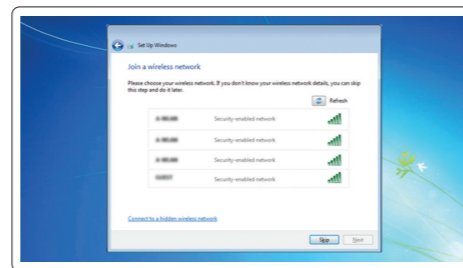 Set Up Windows
Join a wireless network
Please choose your wireless network. If you don't know your wireless network details, you can skip
this step and do it later.
Refresh
Security-enabled network
Security-enabled network
Security-enabled network
Security-enabled network
Connect to a hidden wireless network
Skip Next